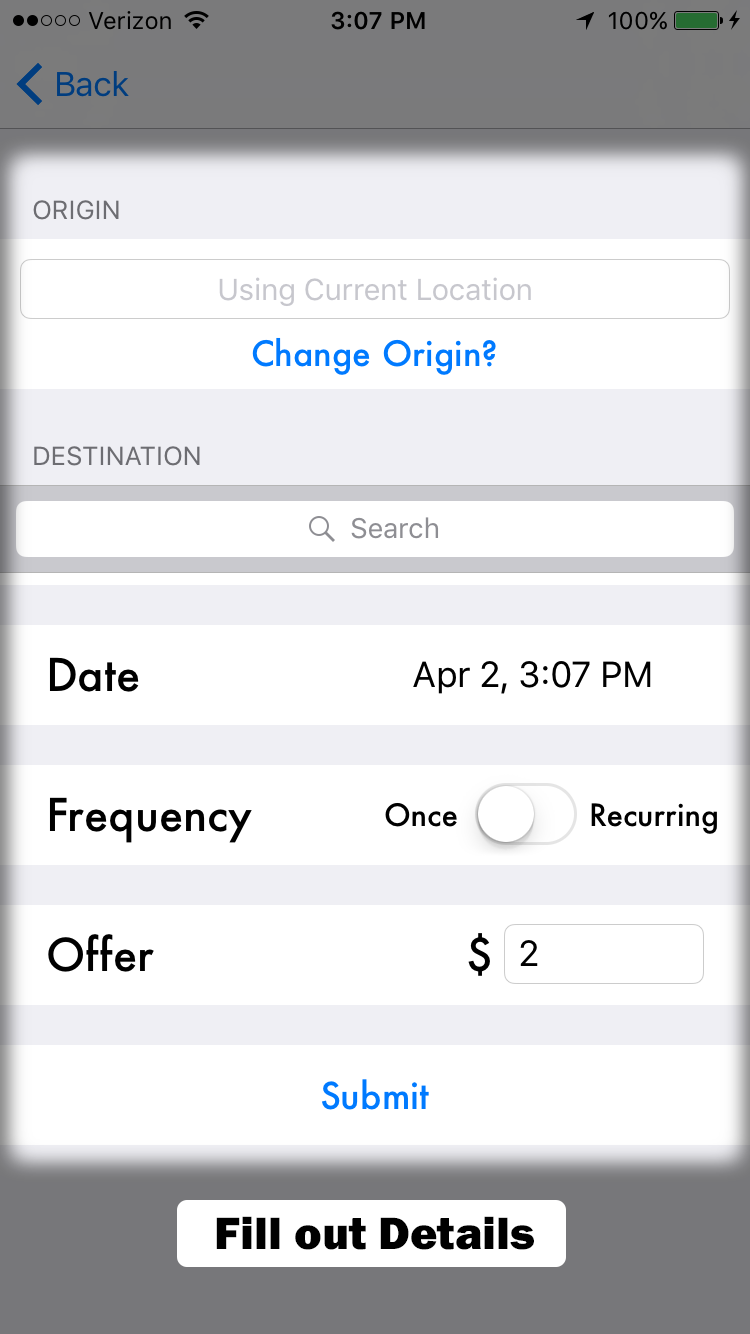 Verizon 3:07 PM 100%
Back
ORIGIN
Using Current Location
Change Origin?
DESTINATION
Search
Date Apr 2, 3:07 PM
Frequency Once Recurring
Offer $ 2
Submit
Fill out Details